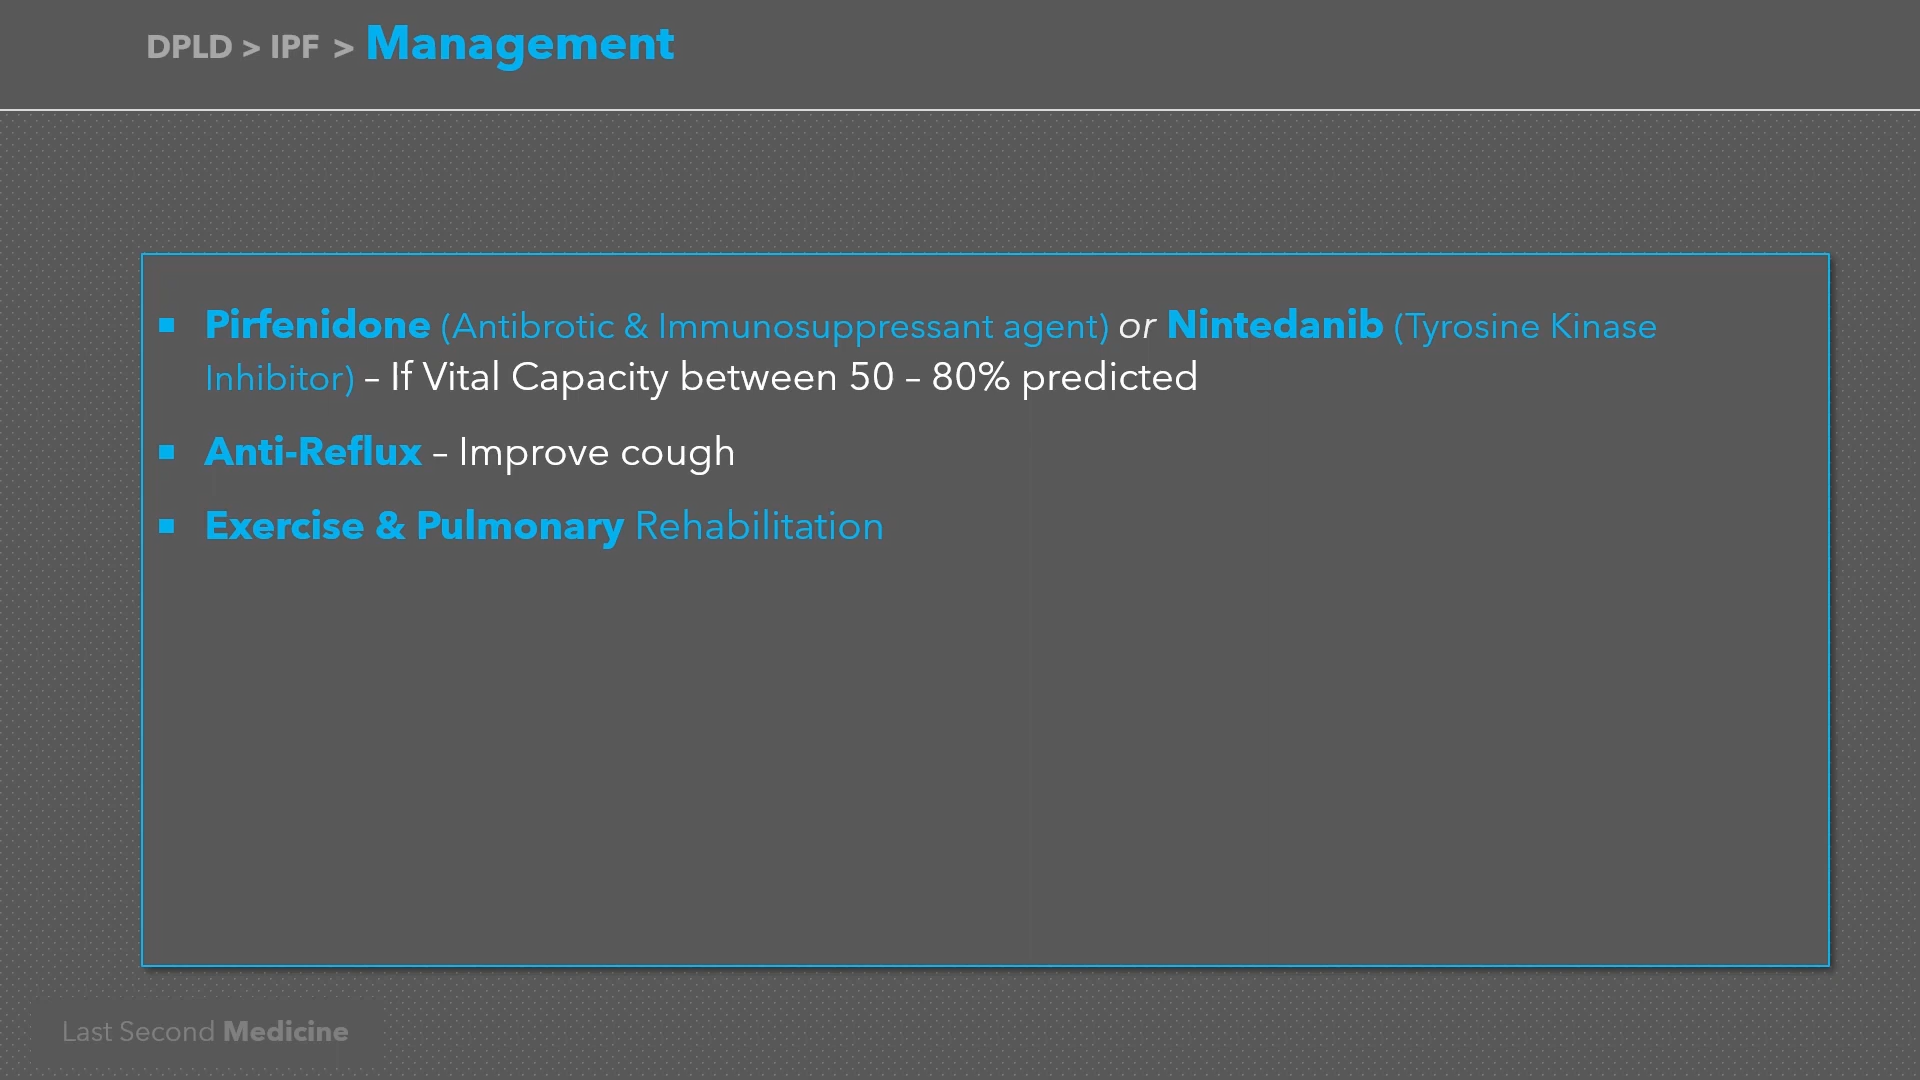 DPLD > IPF > Management
Pirfenidone (Antibrotic & Immunosuppressant agent) or Nintedanib (Tyrosine Kinase
Inhibitor) – If Vital Capacity between 50 – 80% predicted
Anti-Reflux – Improve cough
Exercise & Pulmonary Rehabilitation
Last Second Medicine